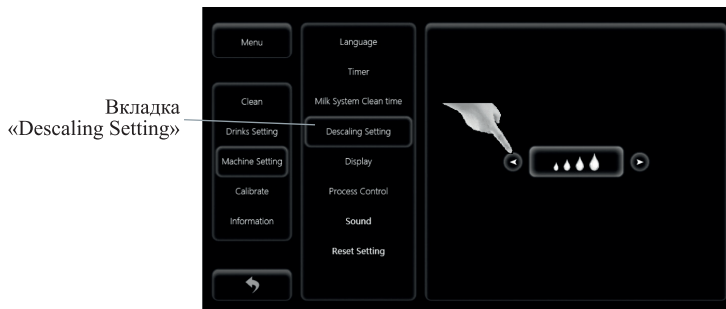 Вкладка
«Descaling Setting»
Menu
Clean
Drinks Setting
Machine Setting
Calibrate
Information
Language
Timer
Milk System Clean time
Descaling Setting
Display
Process Control
Sound
Reset Setting